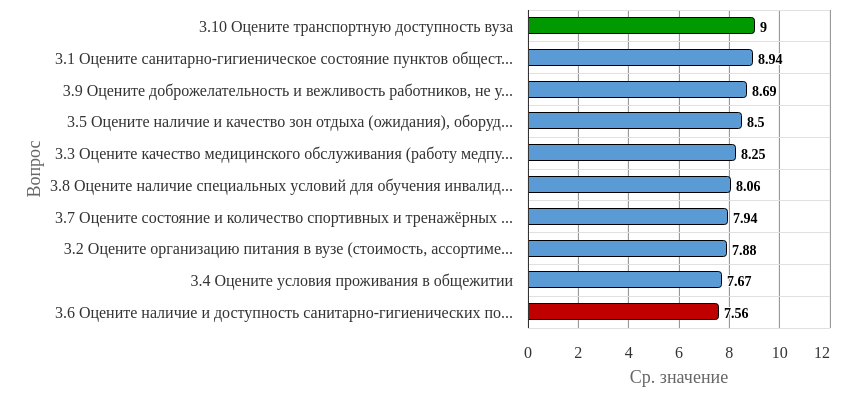 3.10 Оцените транспортную доступность вуза 9
3.1 Оцените санитарно-гигиеническое состояние пунктов общест... 8.94
3.9 Оцените доброжелательность и вежливость работников, не у... 8.69
3.5 Оцените наличие и качество зон отдыха (ожидания), оборуд... 8.5
3.3 Оцените качество медицинского обслуживания (работу медпу... 8.25
3.8 Оцените наличие специальных условий для обучения инвалид... 8.06
3.7 Оцените состояние и количество спортивных и тренажёрных ... 7.94
3.2 Оцените организацию питания в вузе (стоимость, ассортиме... 7.88
3.4 Оцените условия проживания в общежитии 7.67
3.6 Оцените наличие и доступность санитарно-гигиенических по... 7.56
Вопрос
0 2 4 6 8 10 12
Ср. значение